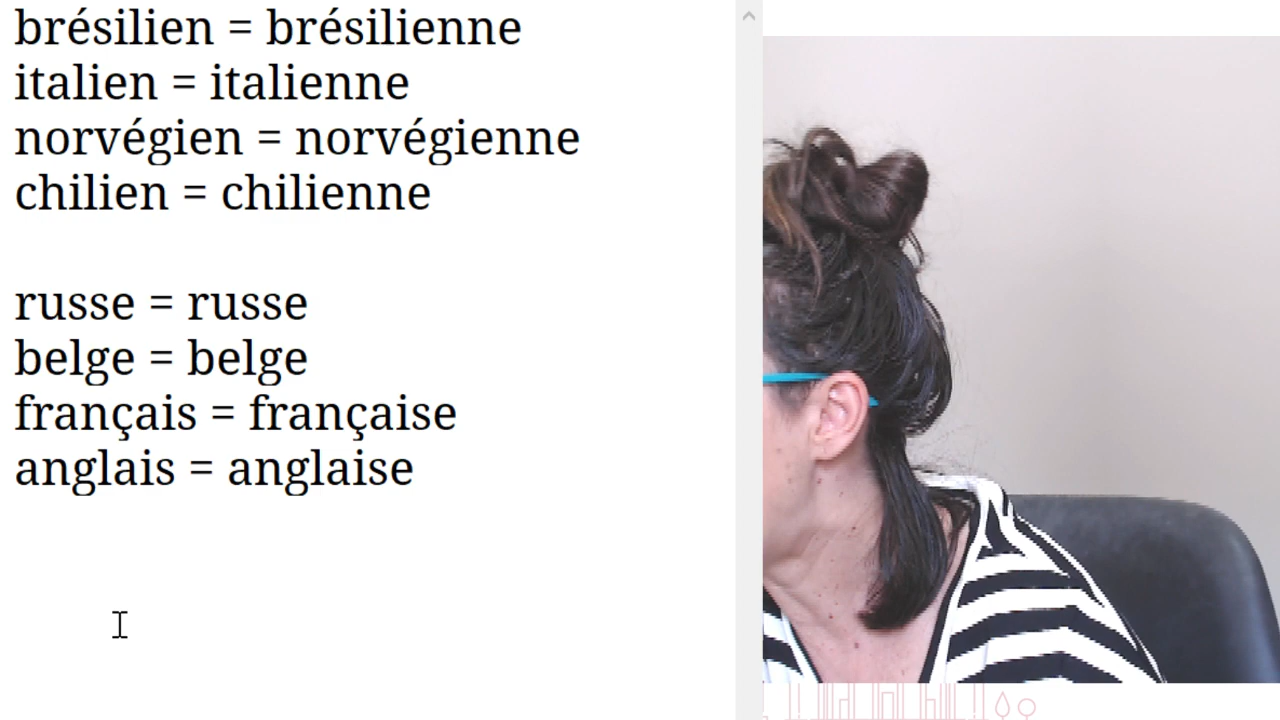 brésilien = brésilienne
italien = italienne
norvégien = norvégienne
chilien = chilienne
russe = russe
belge = belge
français = française
anglais = anglaise